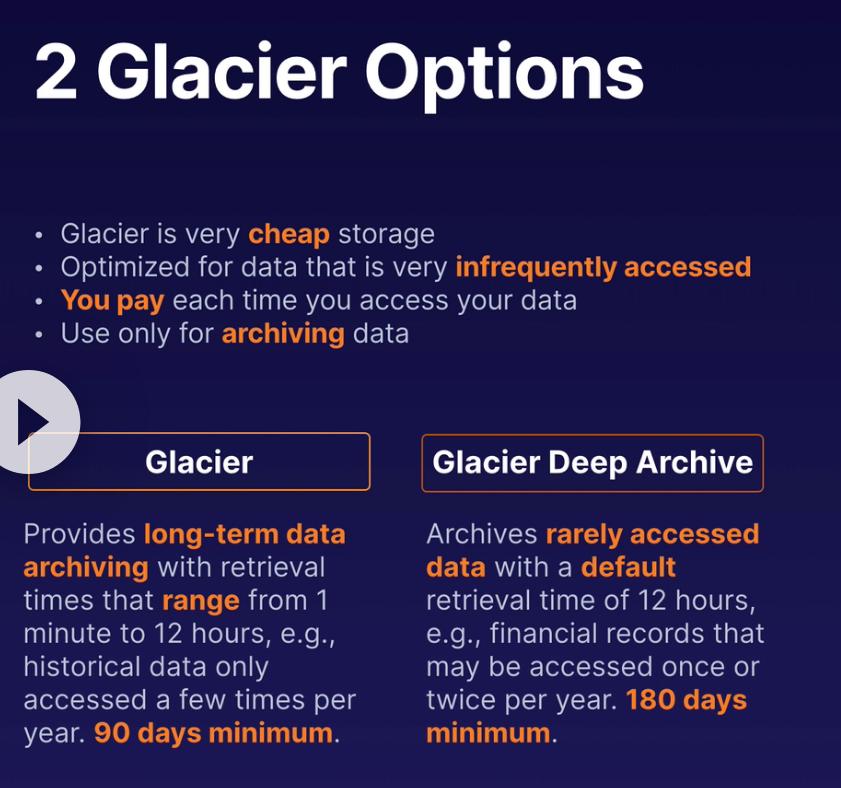 2 Glacier Options
• Glacier is very cheap storage
• Optimized for data that is very infrequently accessed
• You pay each time you access your data
• Use only for archiving data
Glacier
Provides long-term data
archiving with retrieval
times that range from 1
minute to 12 hours, e.g.,
historical data only
accessed a few times per
year. 90 days minimum.
Glacier Deep Archive
Archives rarely accessed
data with a default
retrieval time of 12 hours,
e.g., financial records that
may be accessed once or
twice per year. 180 days
minimum.